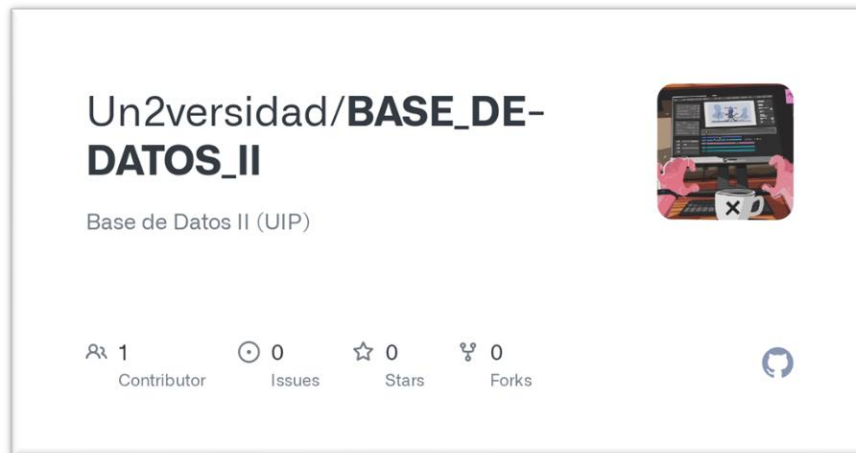 Un2versidad/BASE_DE-
DATOS_II
Base de Datos II (UIP)
1
Contributor
0
Issues
0
Stars
0
Forks